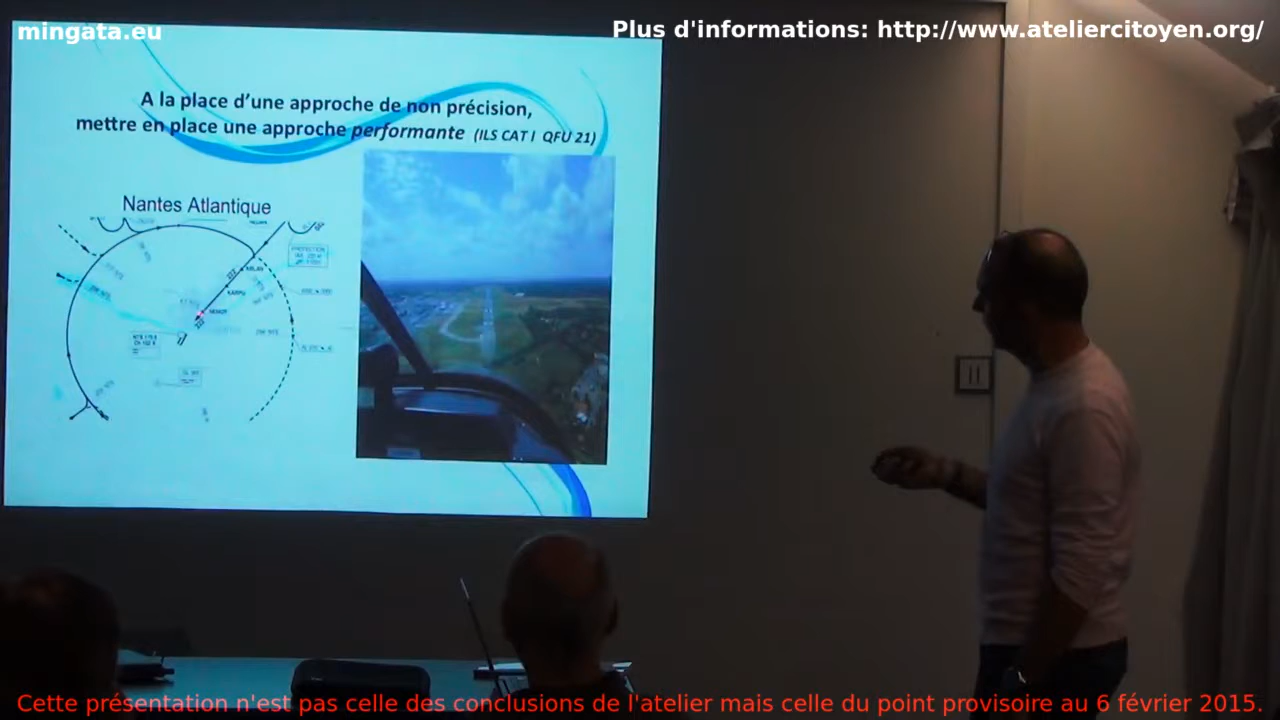 mingata.eu
Plus d'informations: http://www.ateliercitoyen.org/
A la place d’une approche de non précision,
mettre en place une approche performante (ILS CAT I QFU 21)
Nantes Atlantique
Cette présentation n'est pas celle des conclusions de l'atelier mais celle du point provisoire au 6 février 2015.